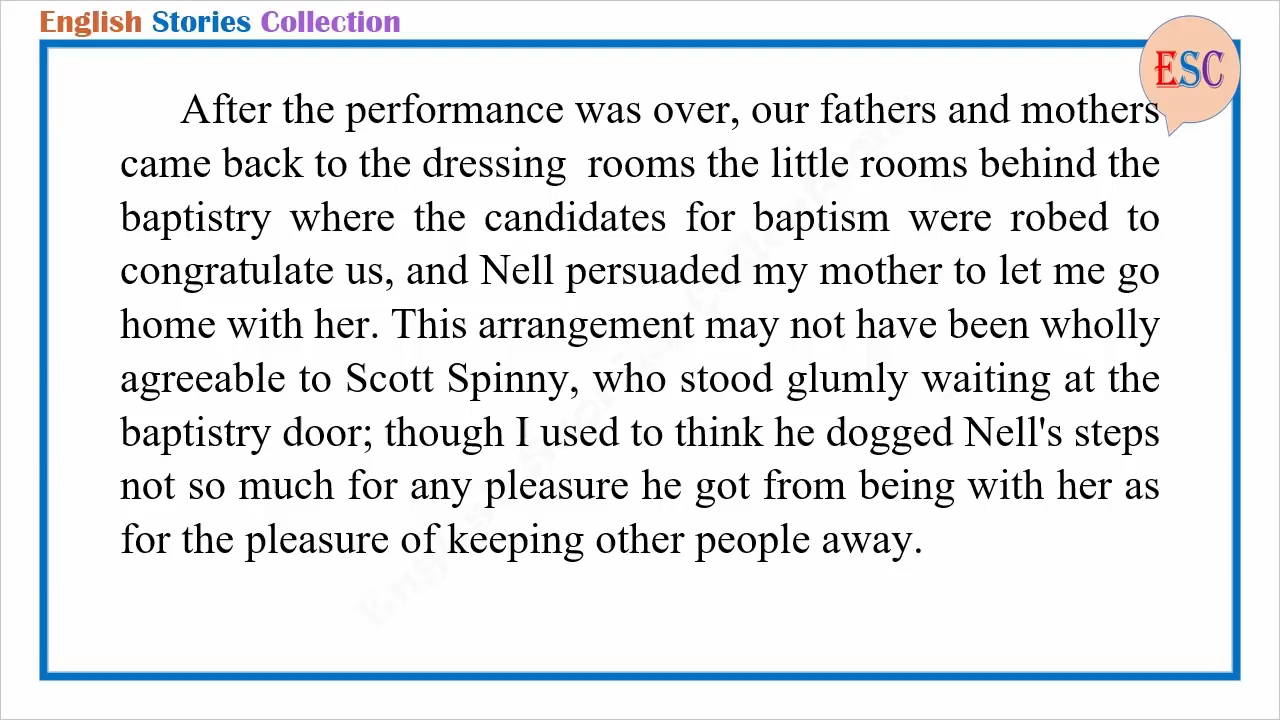 English Stories Collection
ESC
After the performance was over, our fathers and mothers
came back to the dressing  rooms the little rooms behind the
baptistry where the candidates for baptism were robed to
congratulate us, and Nell persuaded my mother to let me go
home with her. This arrangement may not have been wholly
agreeable to Scott Spinny, who stood glumly waiting at the
baptistry door; though I used to think he dogged Nell's steps
not so much for any pleasure he got from being with her as
for the pleasure of keeping other people away.